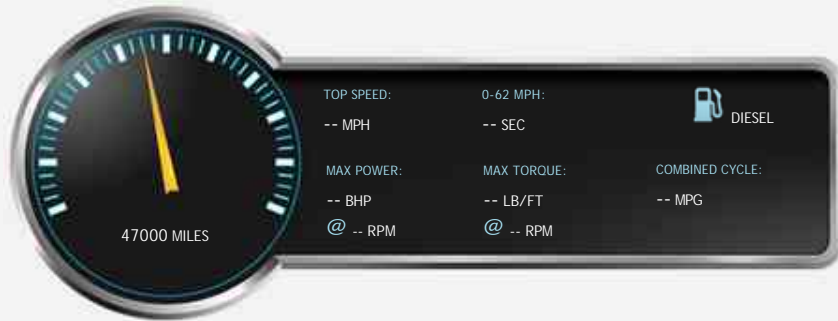 TOP SPEED:
-- MPH
0-62 MPH:
-- SEC
DIESEL
MAX POWER:
-- BHP
@ -- RPM
MAX TORQUE:
-- LB/FT
@ -- RPM
COMBINED CYCLE:
-- MPG
47000 MILES